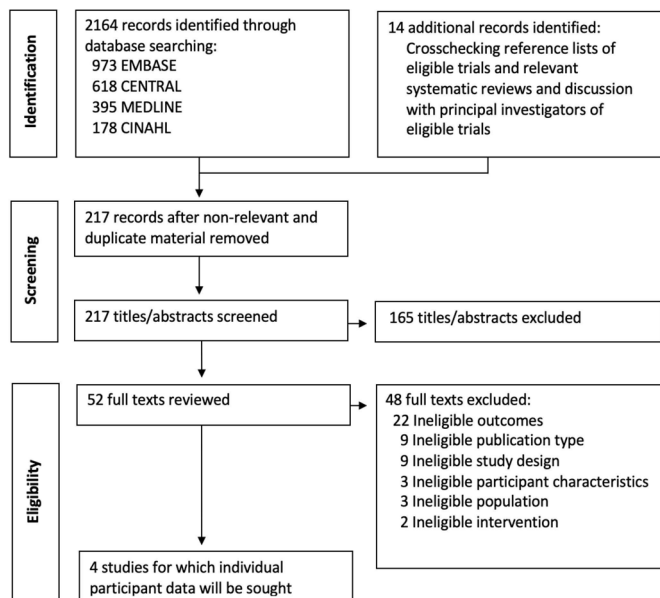 Identification
2164 records identified through
database searching:
973 EMBASE
618 CENTRAL
395 MEDLINE
178 CINAHL
14 additional records identified:
Crosschecking reference lists of
eligible trials and relevant
systematic reviews and discussion
with principal investigators of
eligible trials
Screening
217 records after non-relevant and
duplicate material removed
217 titles/abstracts screened
165 titles/abstracts excluded
Eligibility
52 full texts reviewed
48 full texts excluded:
22 Ineligible outcomes
9 Ineligible publication type
9 Ineligible study design
3 Ineligible participant characteristics
3 Ineligible population
2 Ineligible intervention
4 studies for which individual
participant data will be sought